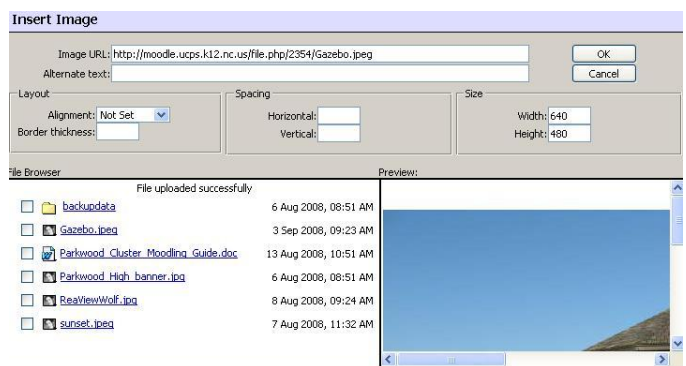 Insert Image
Image URL: http://moodle.ucps.k12.nc.us/file.php/2354/Gazebo.jpeg
OK
Alternate text:
Cancel
Layout
Spacing
Size
Alignment: Not Set
Horizontal:
Width: 640
Border thickness:
Vertical:
Height: 480
File Browser
Preview:
File uploaded successfully
backupdata 6 Aug 2008, 08:51 AM
Gazebo.jpeg 3 Sep 2008, 09:23 AM
Parkwood_Cluster_Moodling_Guide.doc 13 Aug 2008, 10:51 AM
Parkwood_High_banner.jpg 6 Aug 2008, 08:51 AM
ReaViewWolf.jpg 8 Aug 2008, 09:24 AM
sunset.jpeg 7 Aug 2008, 11:32 AM